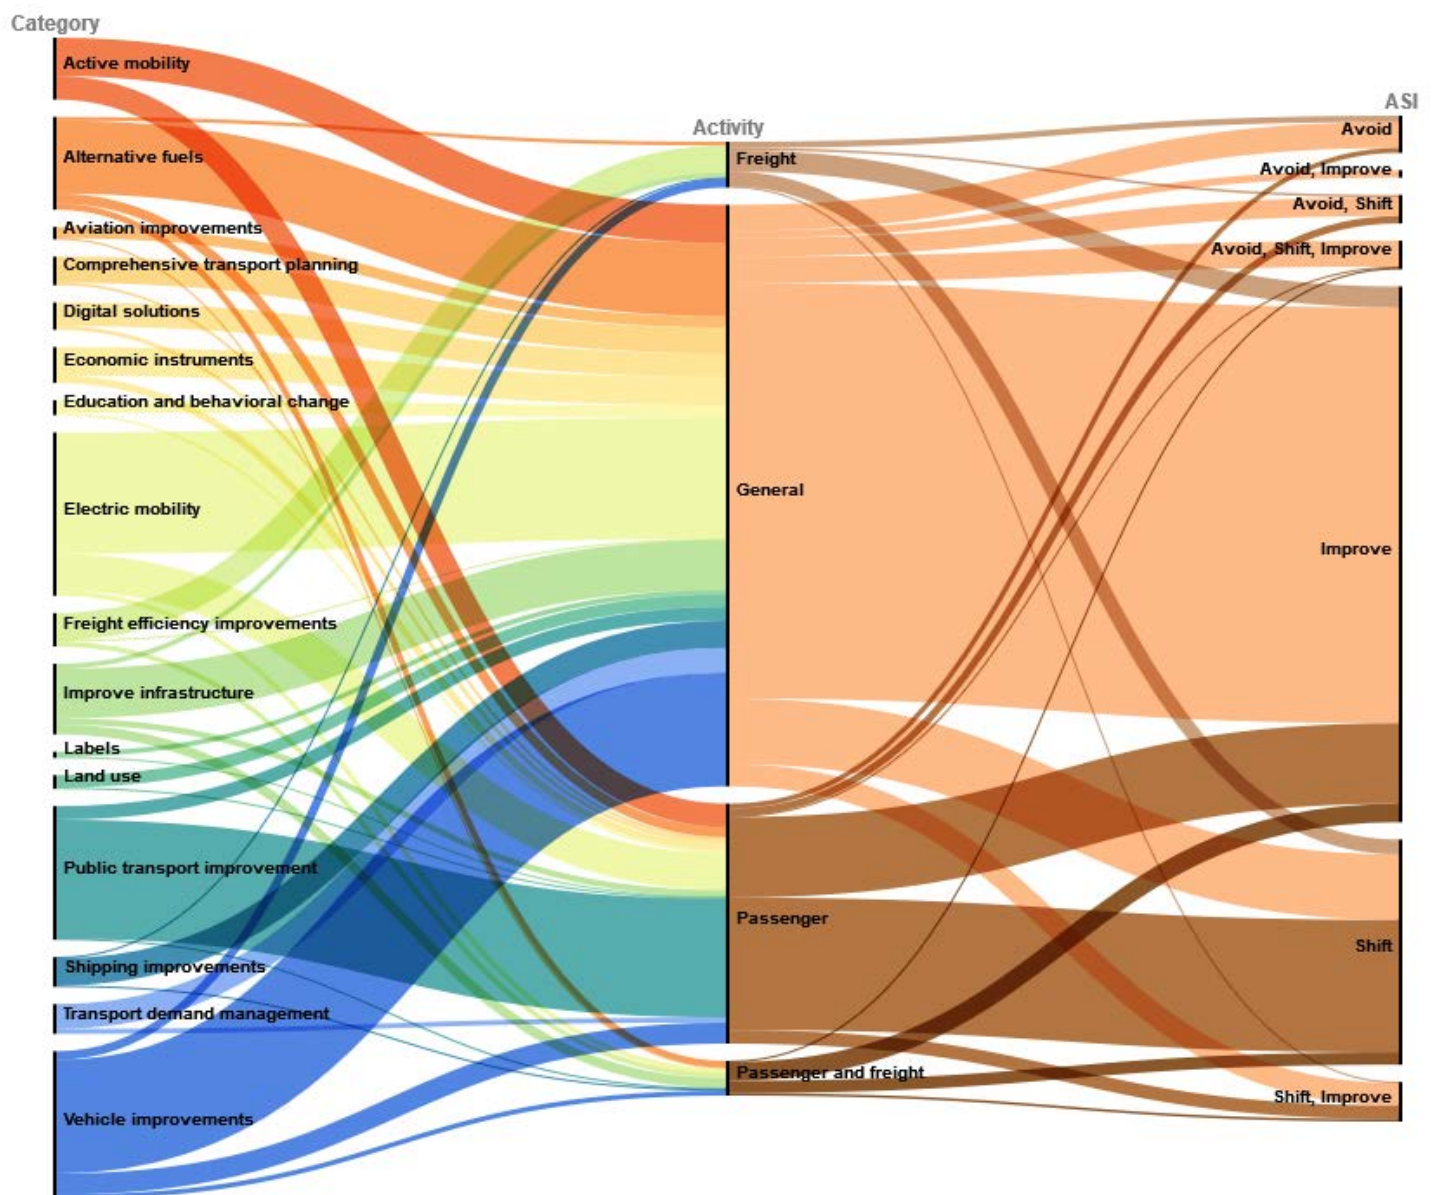 Category
Active mobility
Alternative fuels
Aviation improvements
Comprehensive transport planning
Digital solutions
Economic instruments
Education and behavioral change
Electric mobility
Freight efficiency improvements
Improve infrastructure
Labels
Land use
Public transport improvement
Shipping improvements
Transport demand management
Vehicle improvements
Activity
Freight
General
Passenger
Passenger and freight
ASI
Avoid
Avoid, Improve
Avoid, Shift
Avoid, Shift, Improve
Improve
Shift
Shift, Improve